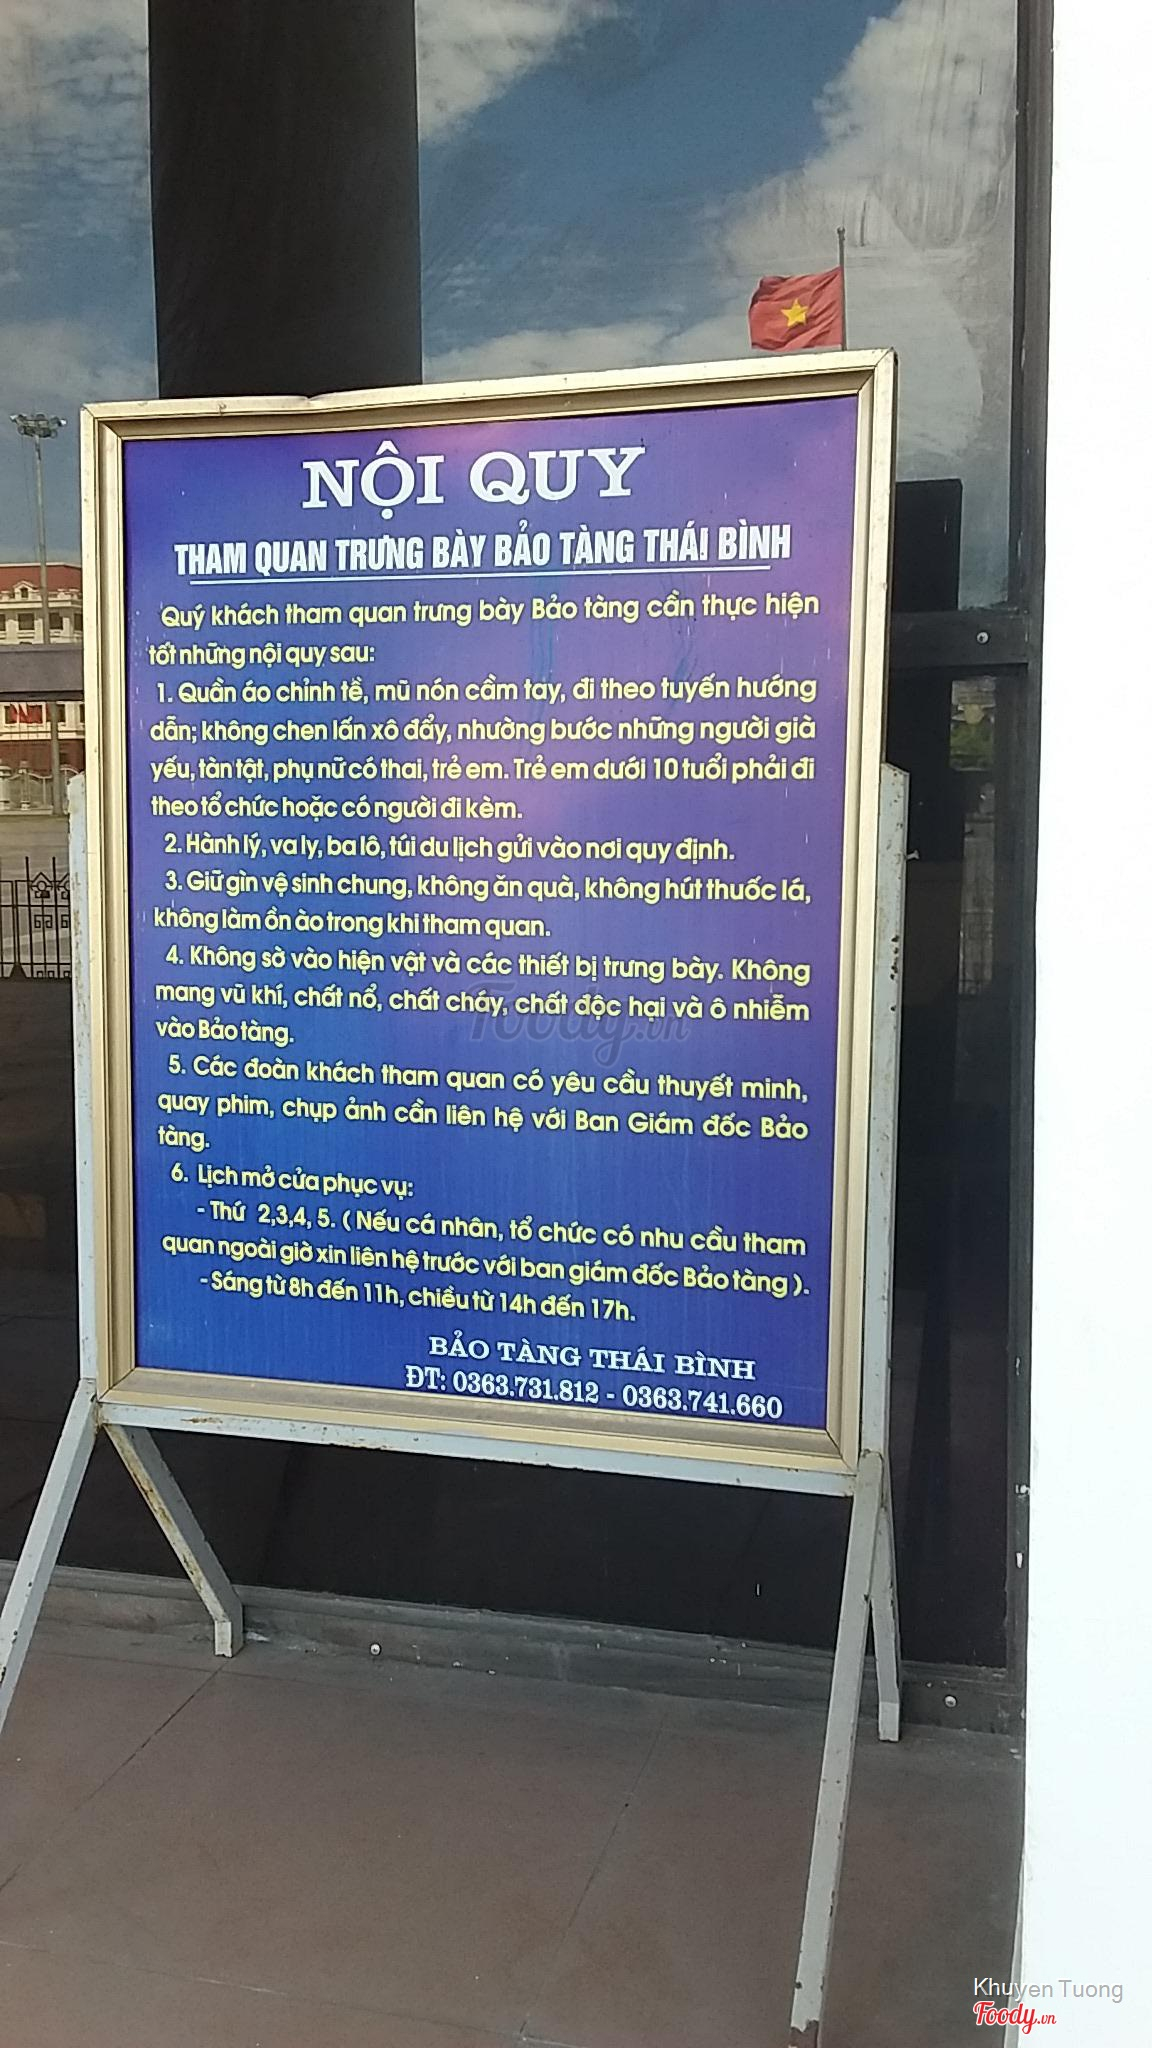 NỘI QUY
THAM QUAN TRƯNG BÀY BẢO TÀNG THÁI BÌNH
Quý khách tham quan trưng bày Bảo tàng cần thực hiện
tốt những nội quy sau:
1. Quần áo chỉnh tề, mũ nón cầm tay, đi theo tuyến hướng
dẫn; không chen lấn xô đẩy, nhường bước những người già
yếu, tàn tật, phụ nữ có thai, trẻ em. Trẻ em dưới 10 tuổi phải đi
theo tổ chức hoặc có người đi kèm.
2. Hành lý, va ly, ba lô, túi du lịch gửi vào nơi quy định.
3. Giữ gìn vệ sinh chung, không ăn quà, không hút thuốc lá,
không làm ồn ào trong khi tham quan.
4. Không sờ vào hiện vật và các thiết bị trưng bày. Không
mang vũ khí, chất nổ, chất cháy, chất độc hại và ô nhiễm
vào Bảo tàng.
5. Các đoàn khách tham quan có yêu cầu thuyết minh,
quay phim, chụp ảnh cần liên hệ với Ban Giám đốc Bảo
tàng.
6. Lịch mở cửa phục vụ:
- Thứ 2,3,4, 5. ( Nếu cá nhân, tổ chức có nhu cầu tham
quan ngoài giờ xin liên hệ trước với ban giám đốc Bảo tàng ).
- Sáng từ 8h đến 11h, chiều từ 14h đến 17h.
BẢO TÀNG THÁI BÌNH
ĐT: 0363.731.812 - 0363.741.660
Foody.vn
Khuyen Tuong
Foody.vn